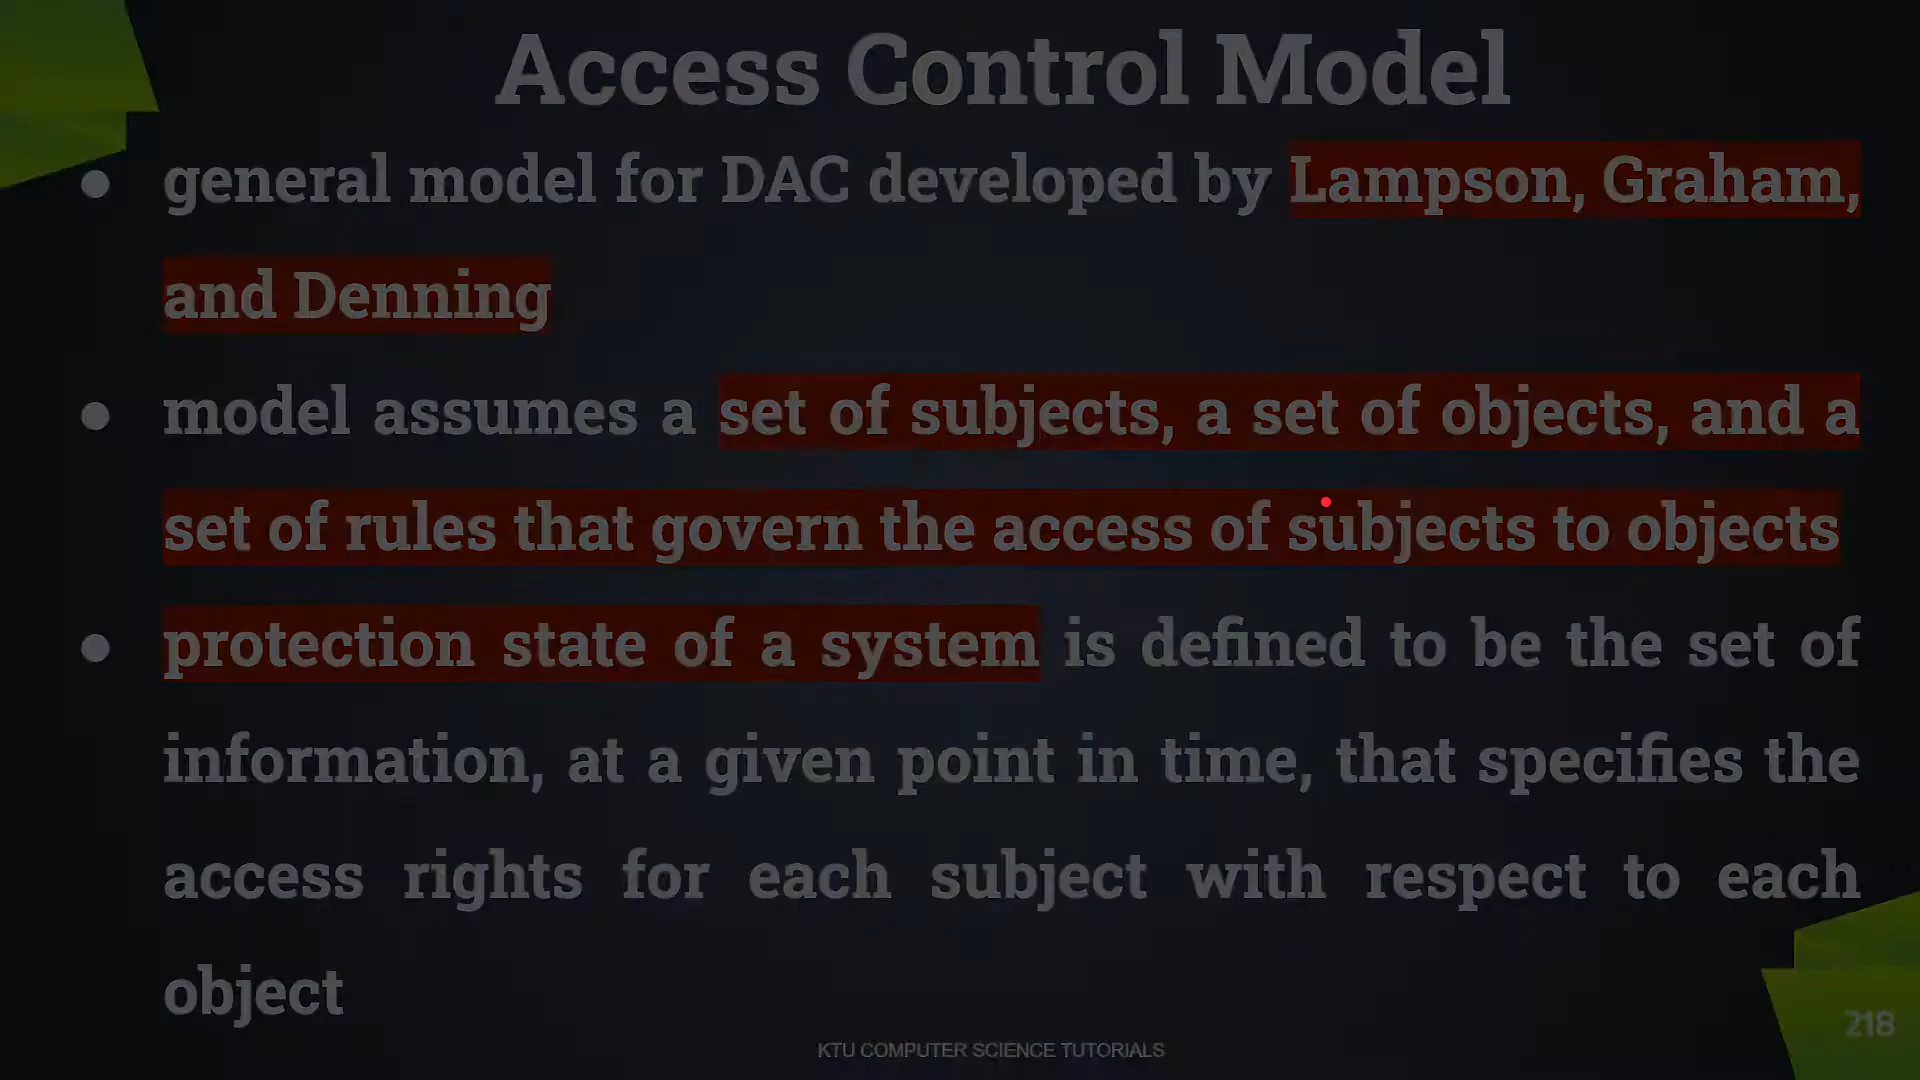 Access Control Model
● general model for DAC developed by Lampson, Graham,
and Denning
● model assumes a set of subjects, a set of objects, and a
set of rules that govern the access of subjects to objects
● protection state of a system is defined to be the set of
information, at a given point in time, that specifies the
access rights for each subject with respect to each
object
KTU COMPUTER SCIENCE TUTORIALS
218